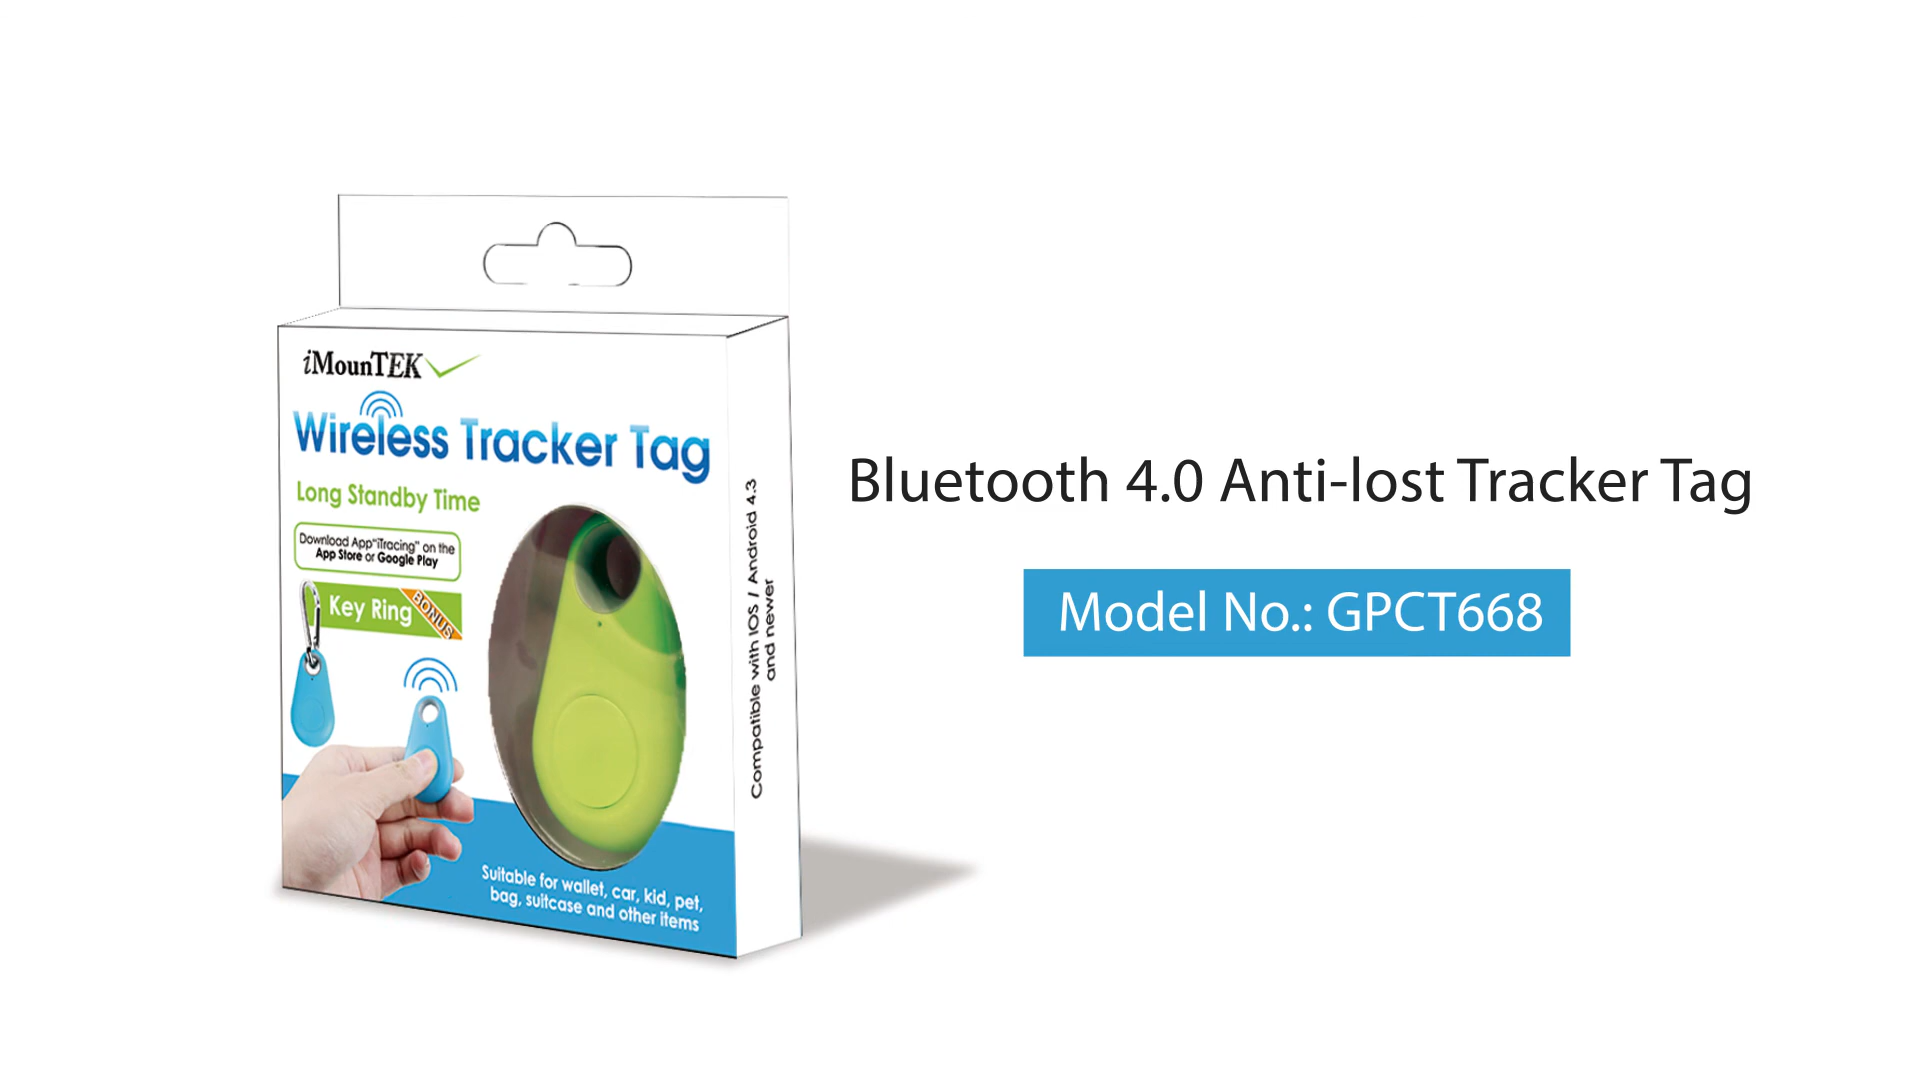 iMounTEK
Wireless Tracker Tag
Long Standby Time
Download App"iTracing" on the
App Store or Google Play
Key Ring
BONUS
Suitable for wallet, car, kid, pet,
bag, suitcase and other items
Compatible with IOS / Android 4.3
and newer
Bluetooth 4.0 Anti-lost Tracker Tag
Model No.: GPCT668